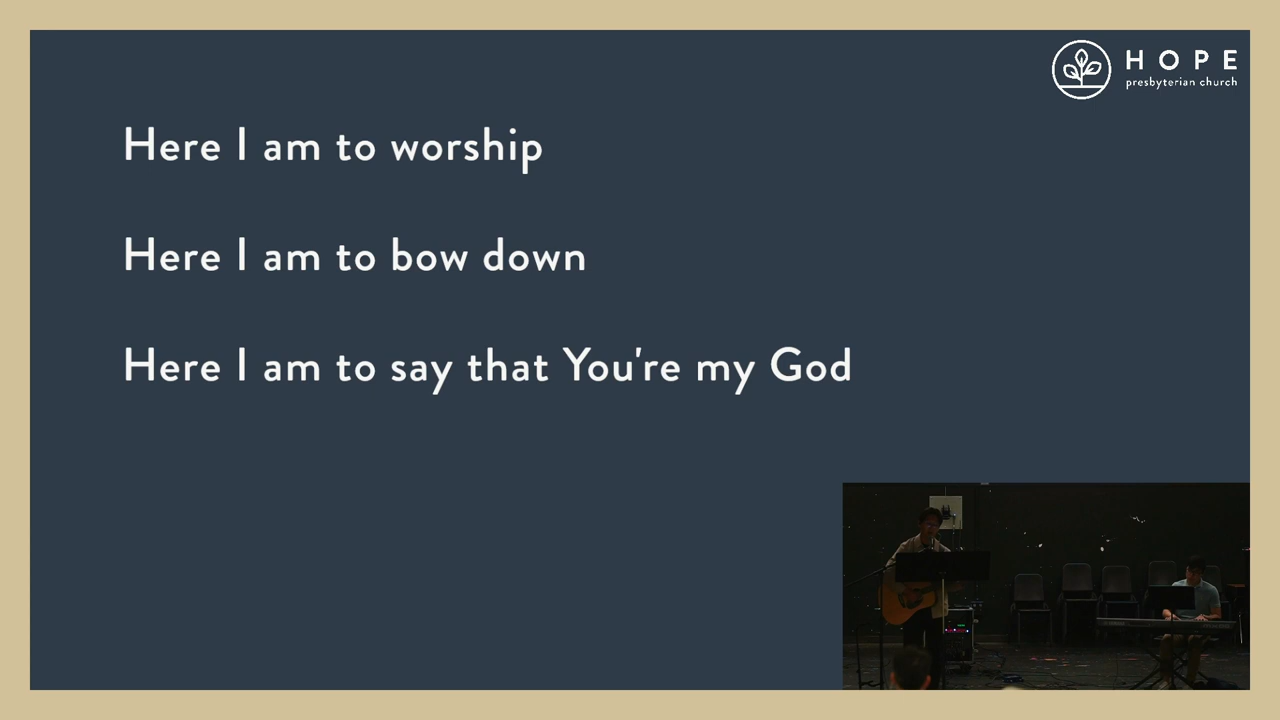 HOPE
presbyterian church
Here I am to worship
Here I am to bow down
Here I am to say that You're my God